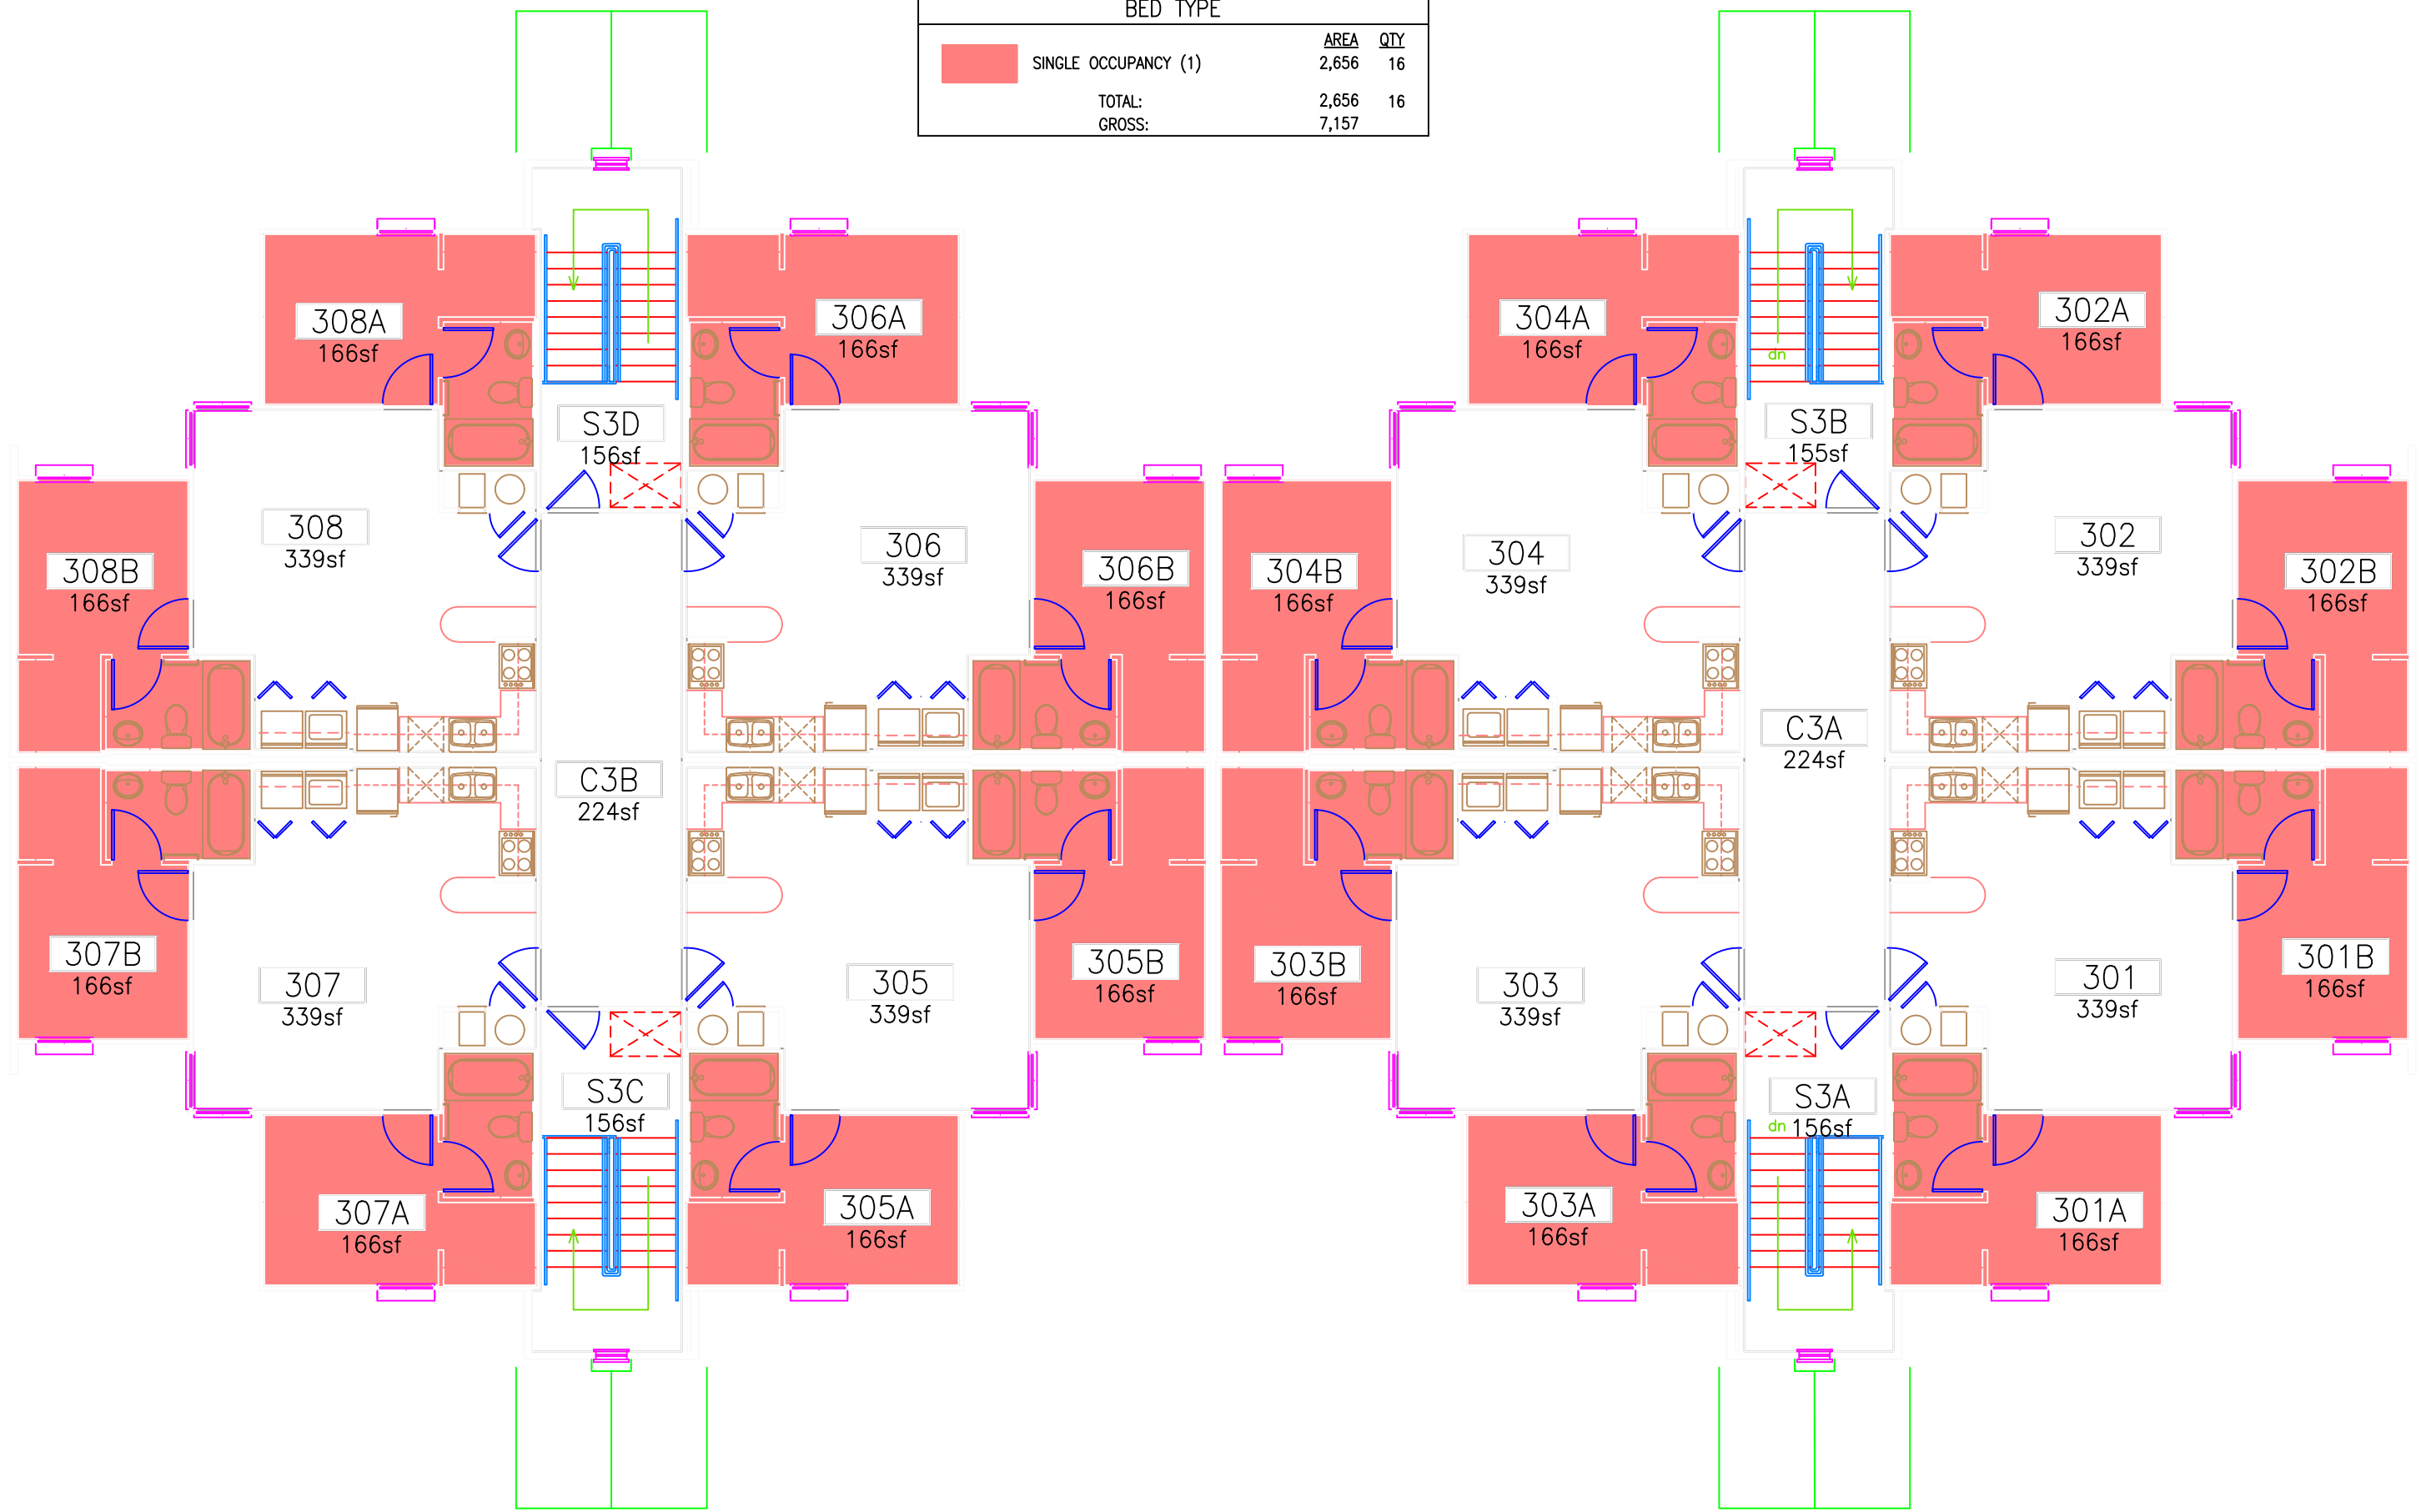 BED TYPE
AREA QTY
SINGLE OCCUPANCY (1) 2,656 16
TOTAL: 2,656 16
GROSS: 7,157
308A
166sf
306A
166sf
304A
166sf
302A
166sf
dn
S3D
156sf
S3B
155sf
308
339sf
306
339sf
304
339sf
302
339sf
308B
166sf
306B
166sf
304B
166sf
302B
166sf
C3B
224sf
C3A
224sf
307B
166sf
305B
166sf
303B
166sf
301B
166sf
307
339sf
305
339sf
303
339sf
301
339sf
S3C
156sf
S3A
dn 156sf
307A
166sf
305A
166sf
303A
166sf
301A
166sf